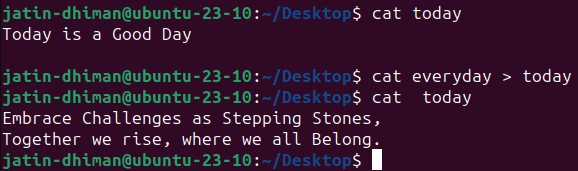 jatin-dhiman@ubuntu-23-10:~/Desktop$ cat today
Today is a Good Day
jatin-dhiman@ubuntu-23-10:~/Desktop$ cat everyday > today
jatin-dhiman@ubuntu-23-10:~/Desktop$ cat  today
Embrace Challenges as Stepping Stones,
Together we rise, where we all Belong.
jatin-dhiman@ubuntu-23-10:~/Desktop$